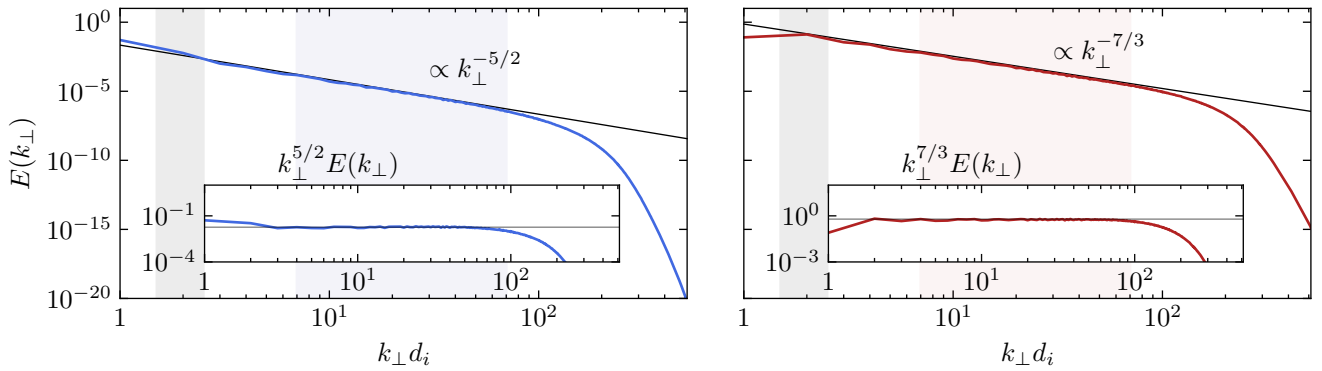 10^0
10^{-5}
10^{-10}
10^{-15}
10^{-20}
E(k_⊥)
∝ k_⊥^{-5/2}
k_⊥^{5/2}E(k_⊥)
10^{-1}
10^{-4}
1 10^1 10^2
1 10^1 10^2
k_⊥d_i
∝ k_⊥^{-7/3}
k_⊥^{7/3}E(k_⊥)
10^0
10^{-3}
1 10^1 10^2
1 10^1 10^2
k_⊥d_i